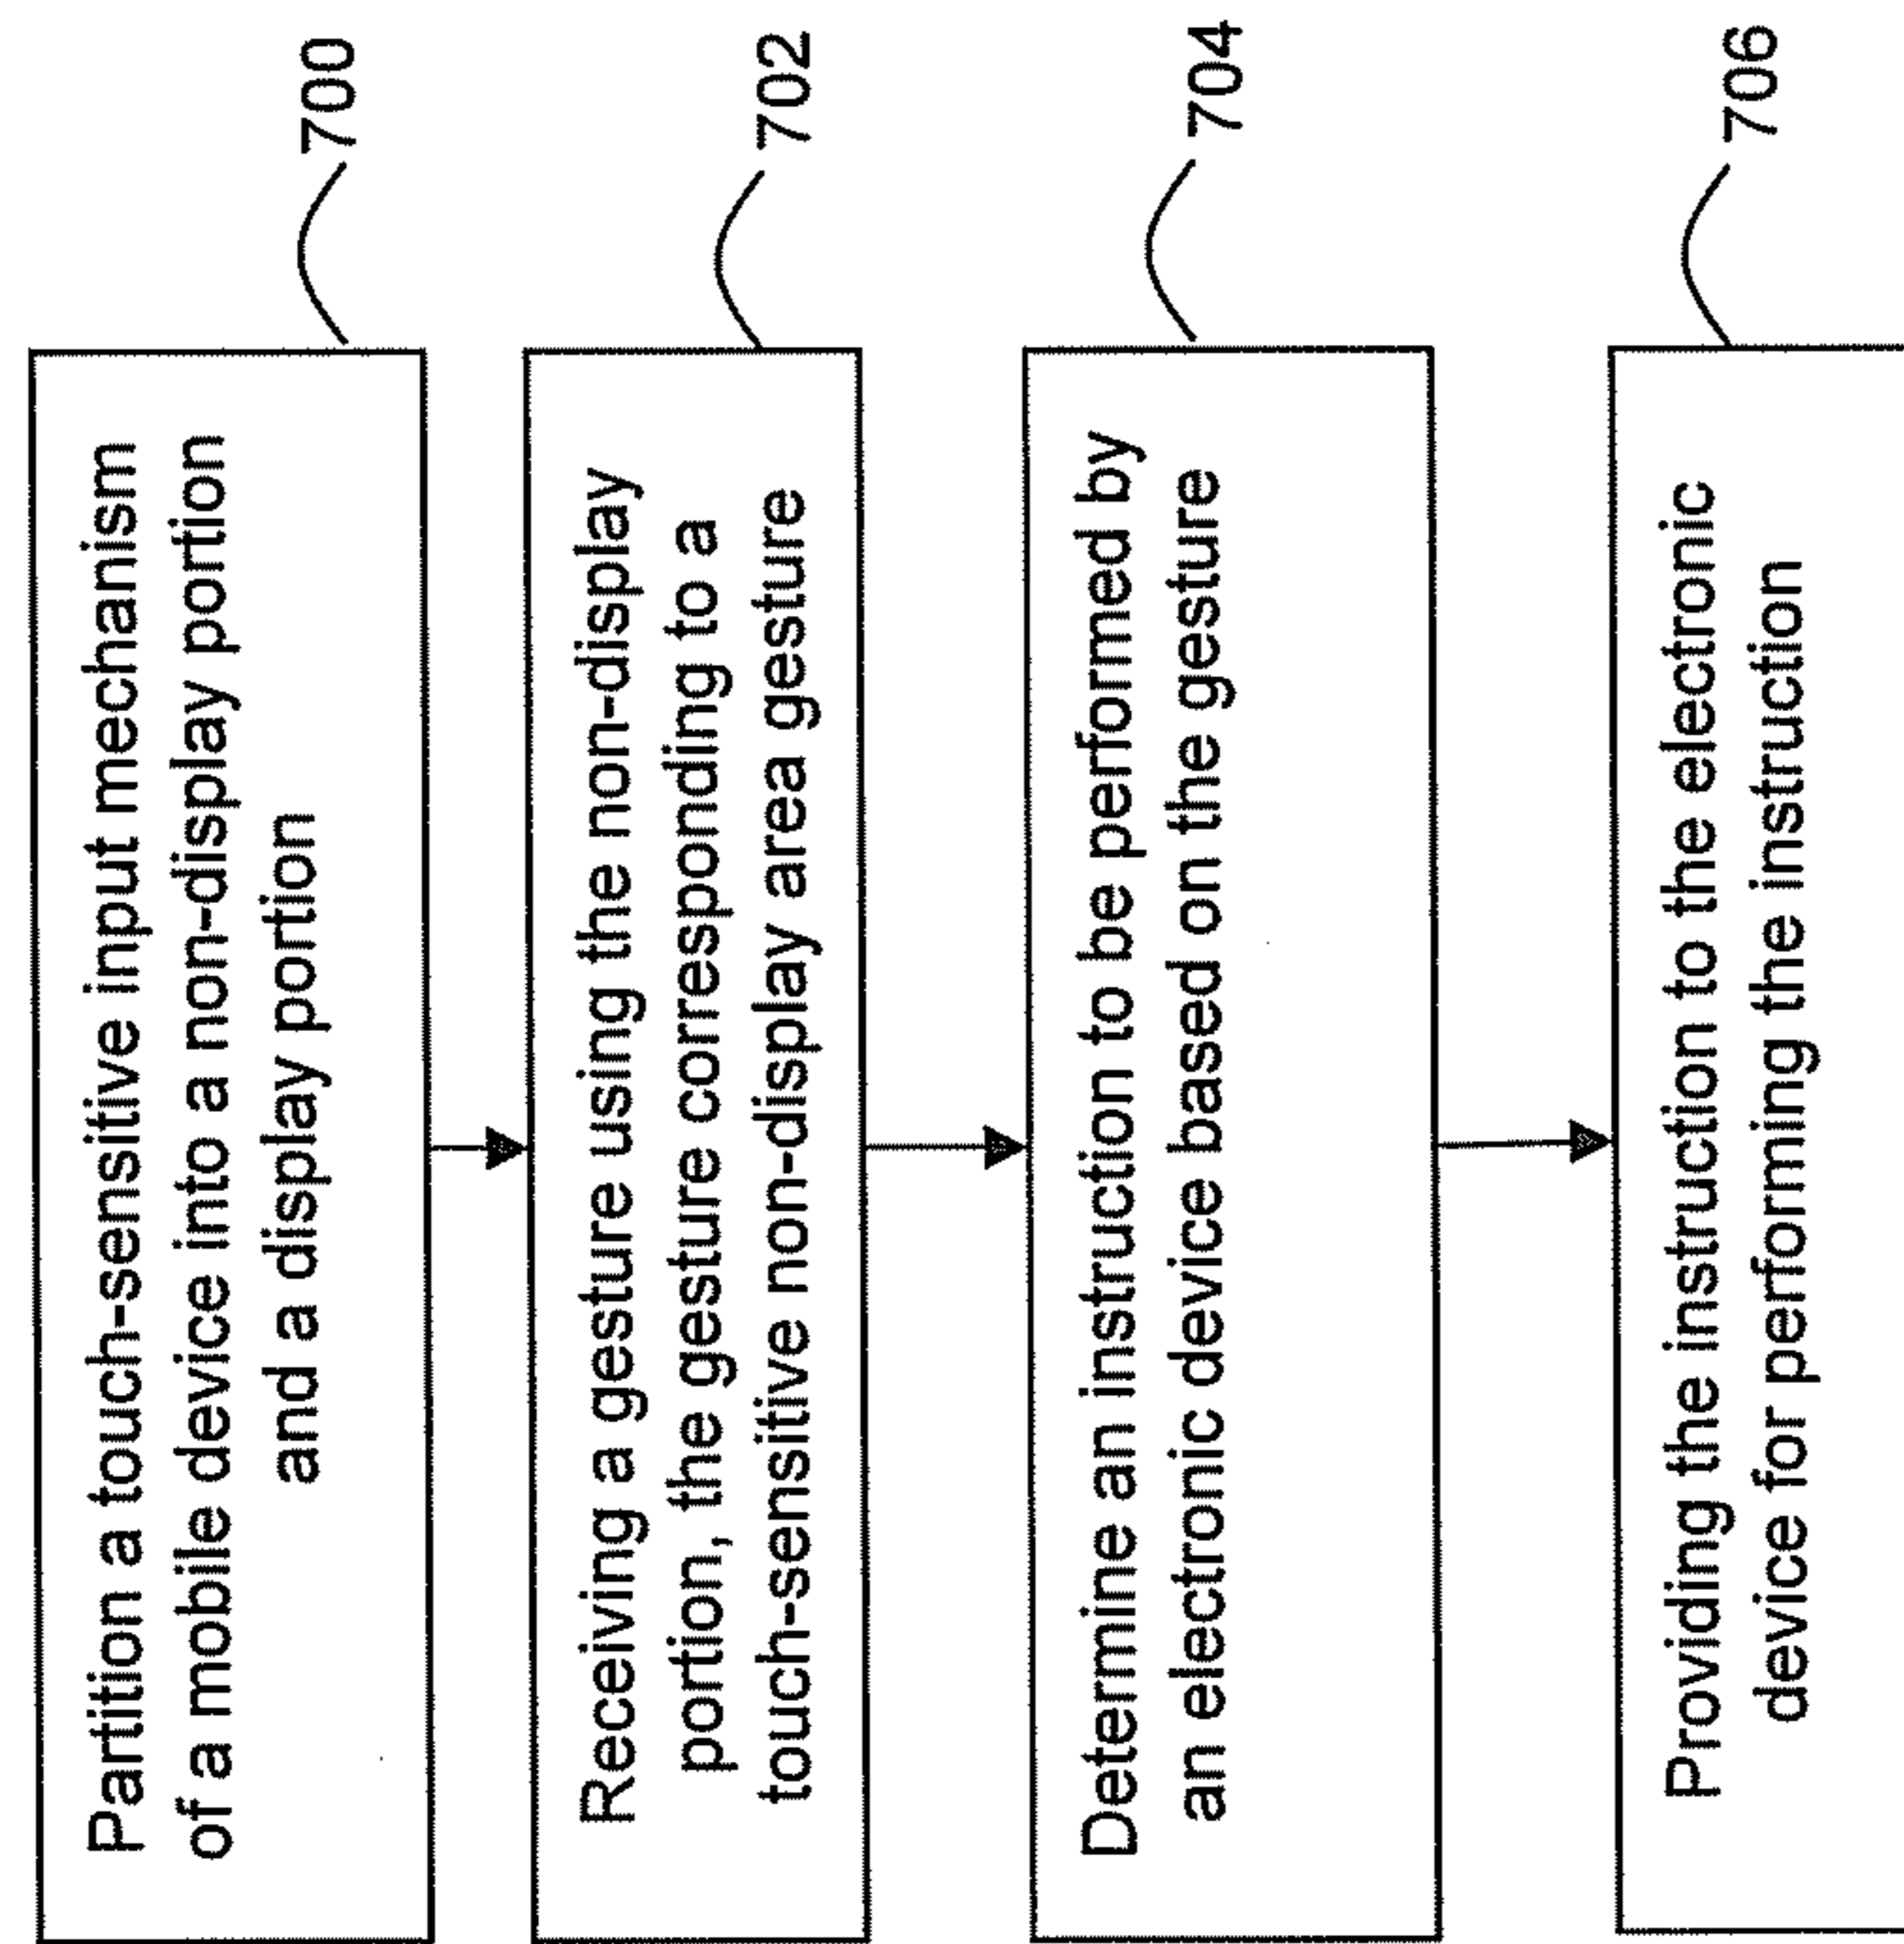 Partition a touch-sensitive input mechanism
of a mobile device into a non-display portion
and a display portion
700
Receiving a gesture using the non-display
portion, the gesture corresponding to a
touch-sensitive non-display area gesture
702
Determine an instruction to be performed by
an electronic device based on the gesture
704
Providing the instruction to the electronic
device for performing the instruction
706